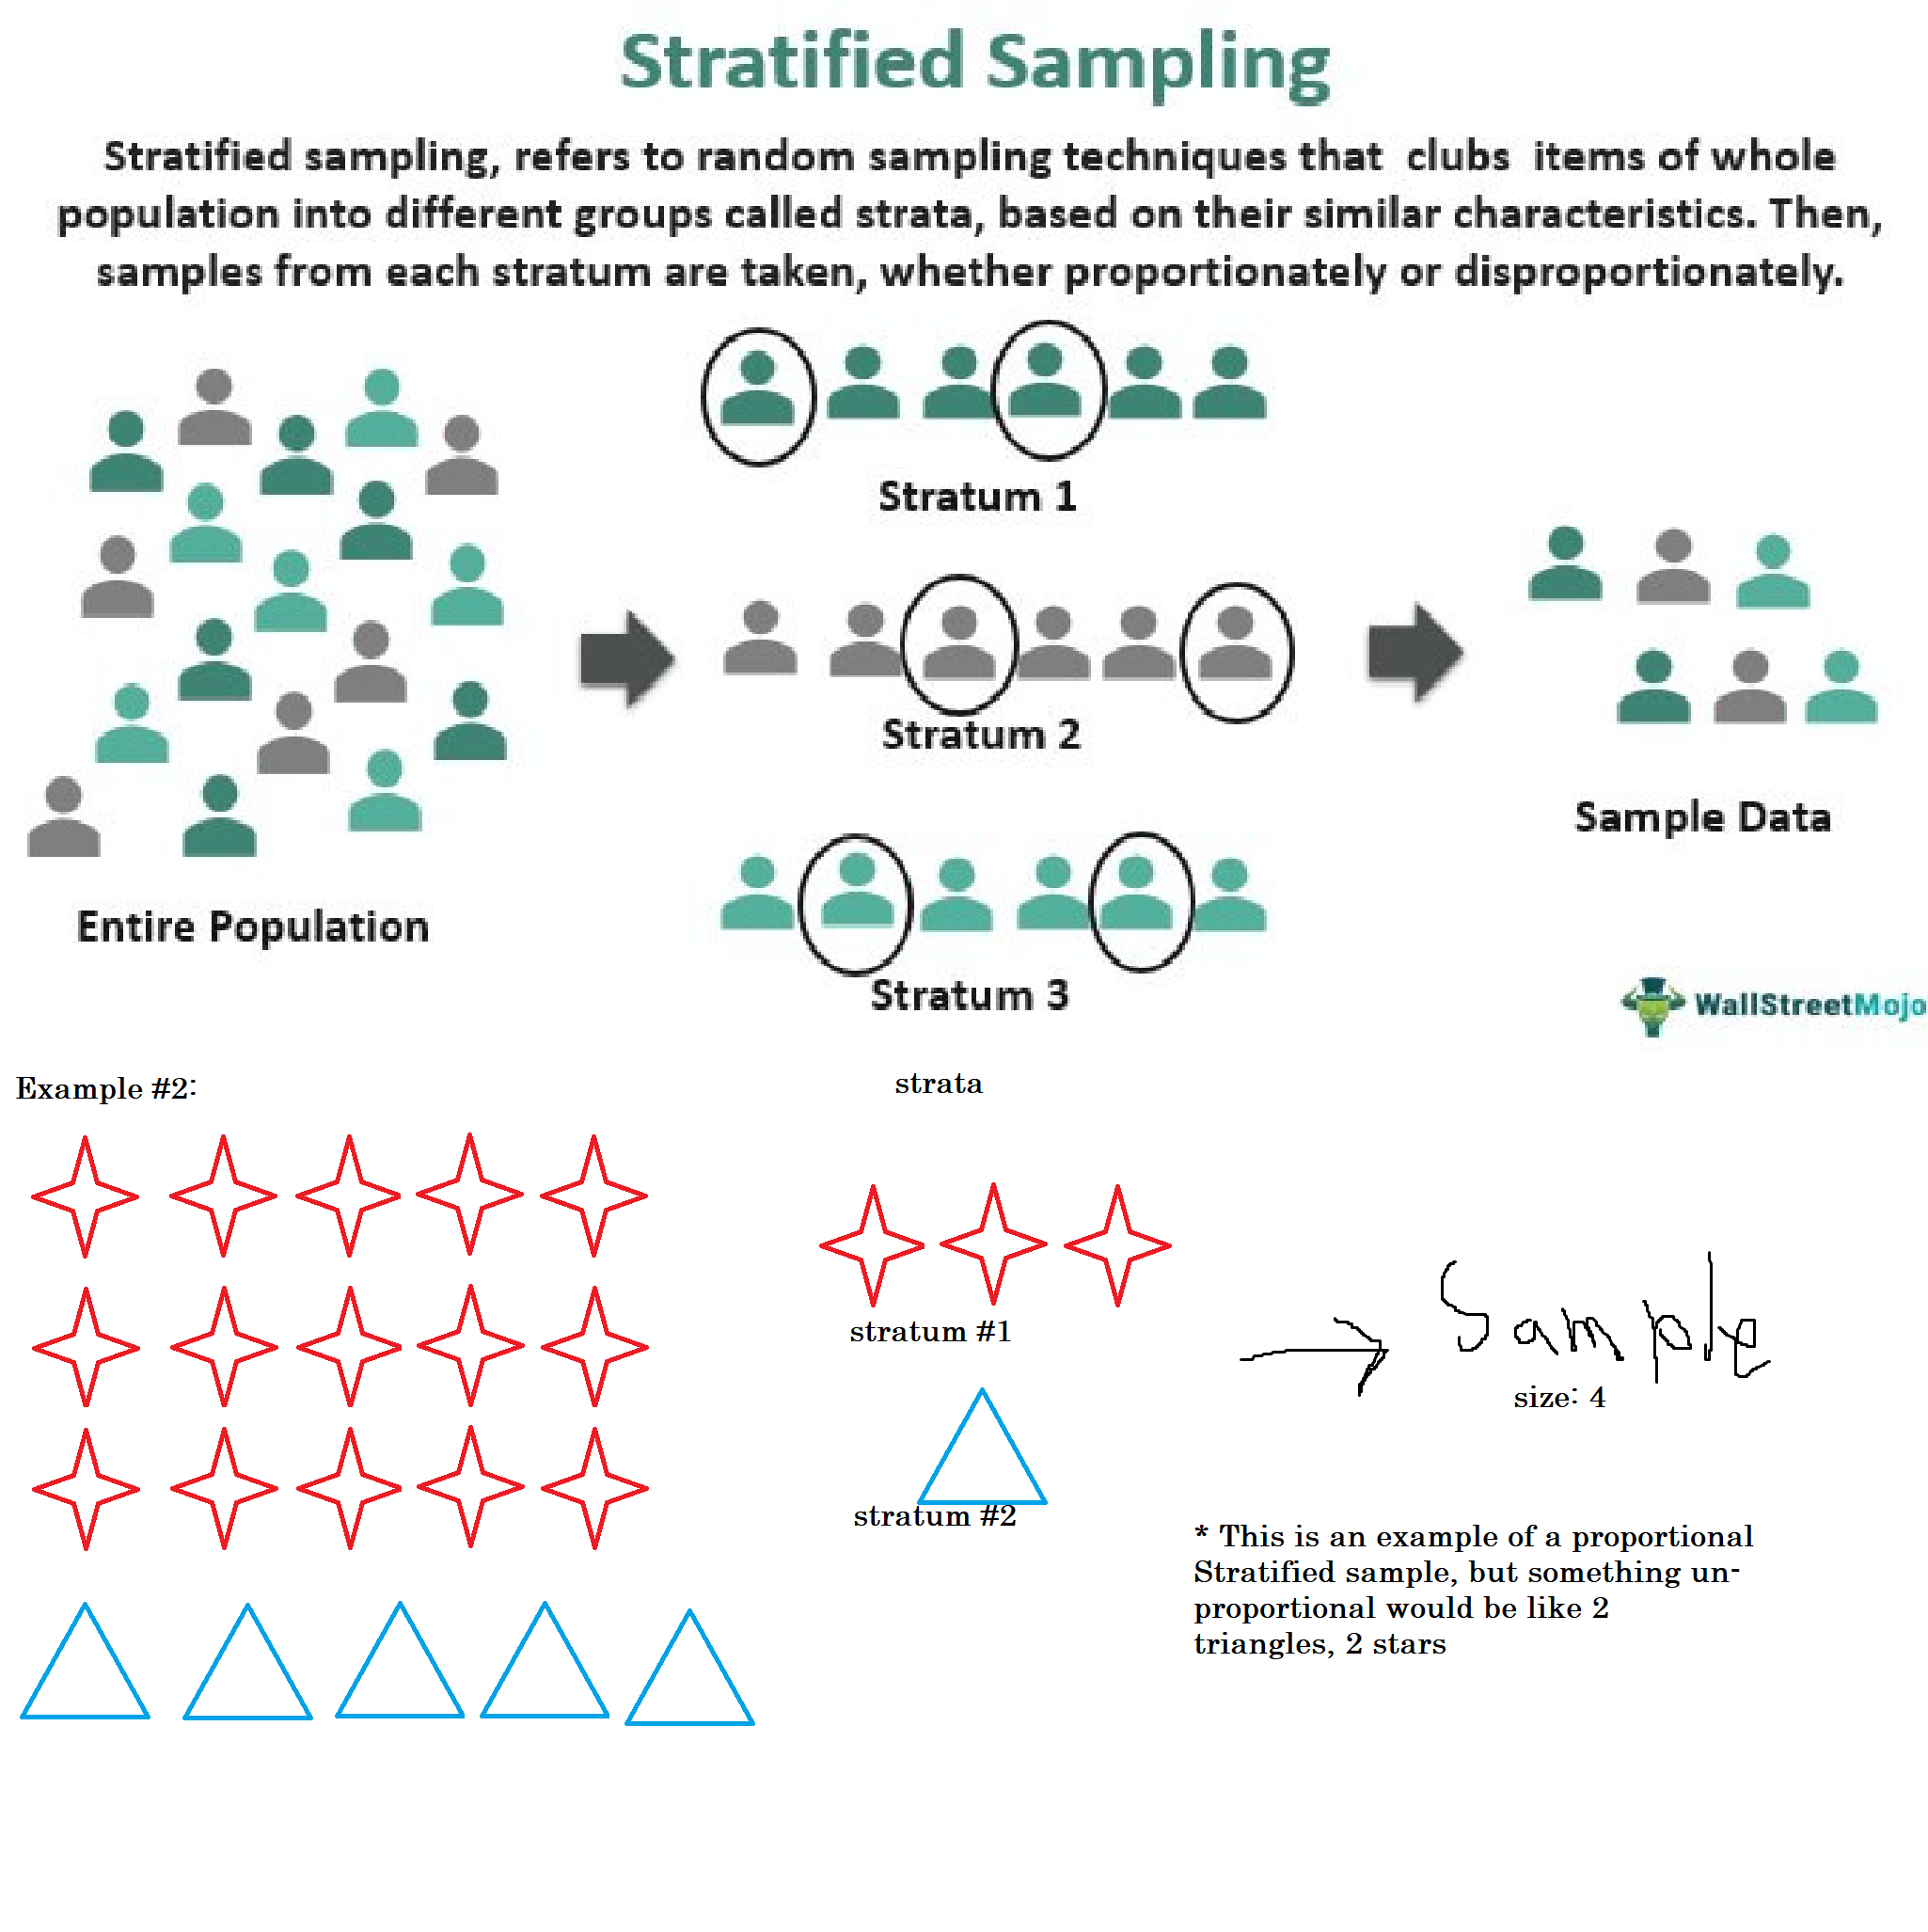 Stratified Sampling
Stratified sampling, refers to random sampling techniques that clubs items of whole
population into different groups called strata, based on their similar characteristics. Then,
samples from each stratum are taken, whether proportionately or disproportionately.
Stratum 1
Stratum 2
Stratum 3
Entire Population
Sample Data
WallStreetMojo
Example #2:
strata
stratum #1
stratum #2
Sample
size: 4
* This is an example of a proportional
Stratified sample, but something un-
proportional would be like 2
triangles, 2 stars